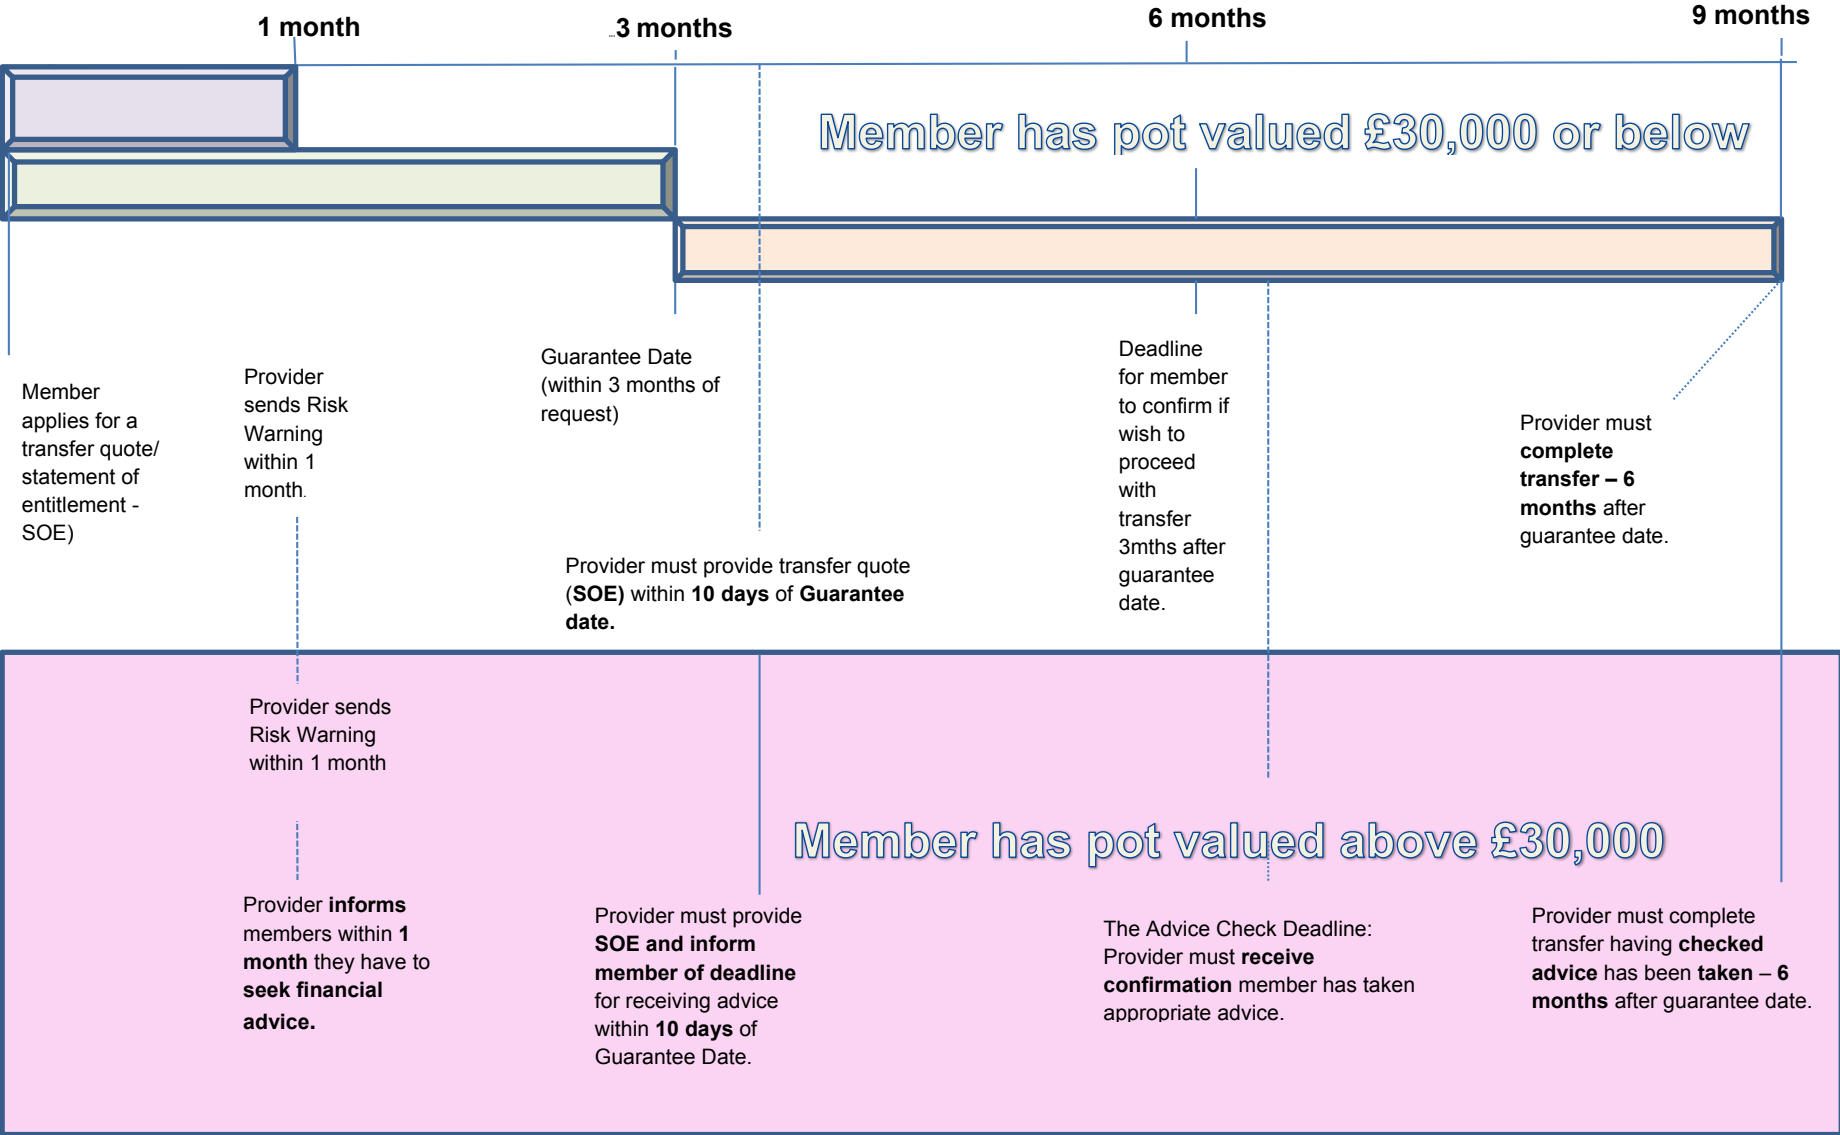 1 month
3 months
6 months
9 months
Member has pot valued £30,000 or below
Member
applies for a
transfer quote/
statement of
entitlement -
SOE)
Provider
sends Risk
Warning
within 1
month.
Guarantee Date
(within 3 months of
request)
Provider must provide transfer quote
(SOE) within 10 days of Guarantee
date.
Deadline
for member
to confirm if
wish to
proceed
with
transfer
3mths after
guarantee
date.
Provider must
complete
transfer – 6
months after
guarantee date.
Provider sends
Risk Warning
within 1 month
Member has pot valued above £30,000
Provider informs
members within 1
month they have to
seek financial
advice.
Provider must provide
SOE and inform
member of deadline
for receiving advice
within 10 days of
Guarantee Date.
The Advice Check Deadline:
Provider must receive
confirmation member has taken
appropriate advice.
Provider must complete
transfer having checked
advice has been taken – 6
months after guarantee date.